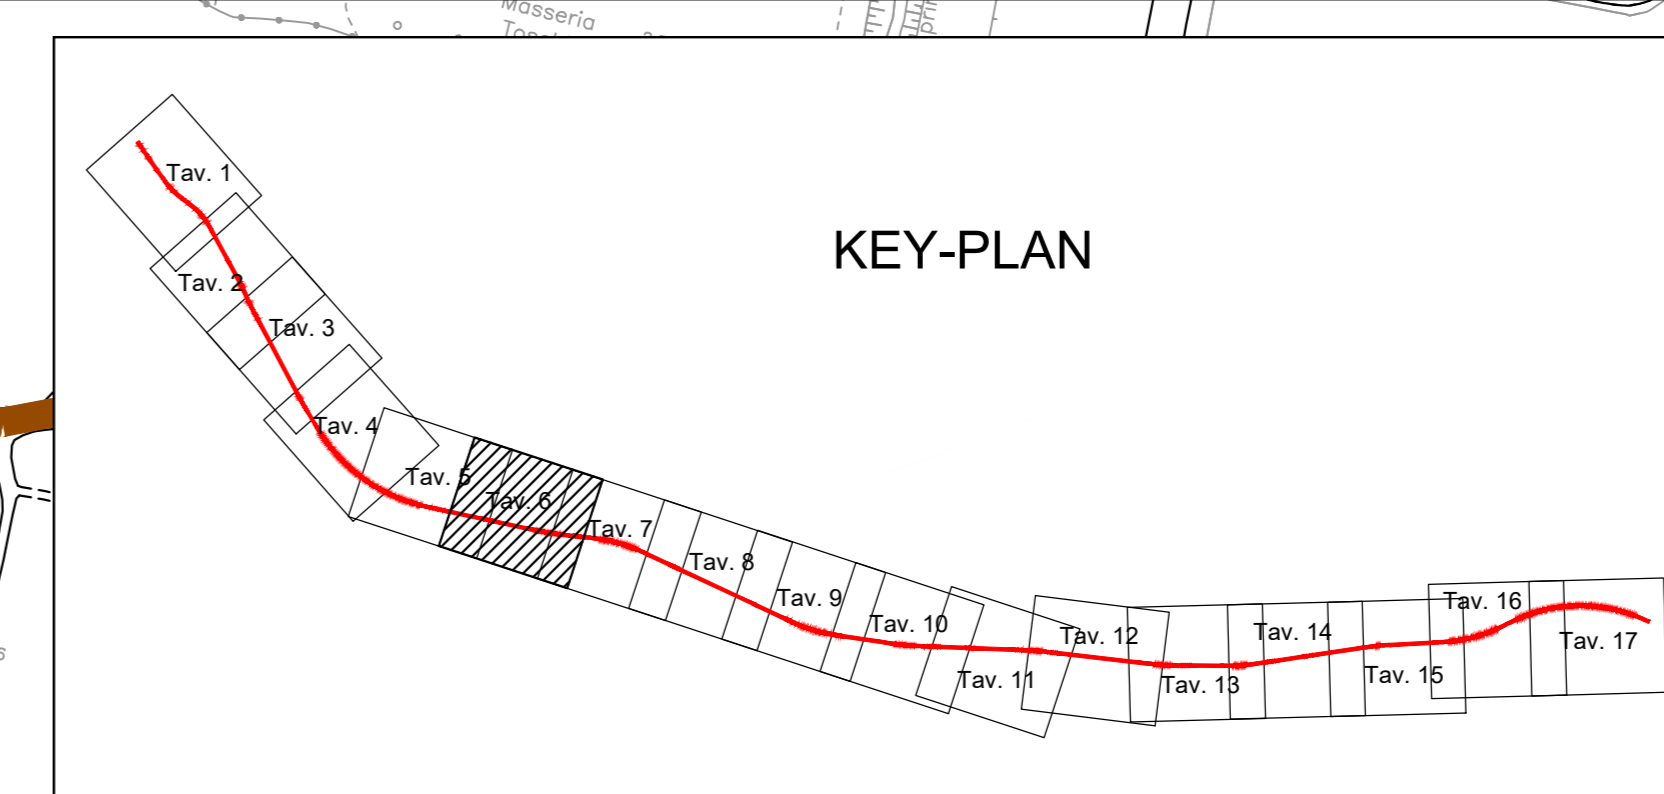 Masseria
KEY-PLAN
Tav. 1
Tav. 2
Tav. 3
Tav. 4
Tav. 5
Tav. 6
Tav. 7
Tav. 8
Tav. 9
Tav. 10
Tav. 11
Tav. 12
Tav. 13
Tav. 14
Tav. 15
Tav. 16
Tav. 17